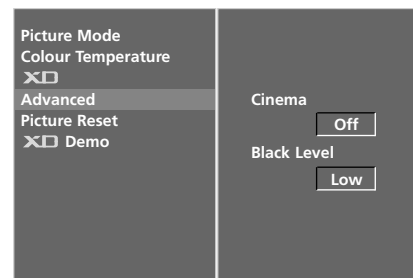 Picture Mode
Colour Temperature
XD
Advanced
Picture Reset
XD Demo
Cinema
Off
Black Level
Low